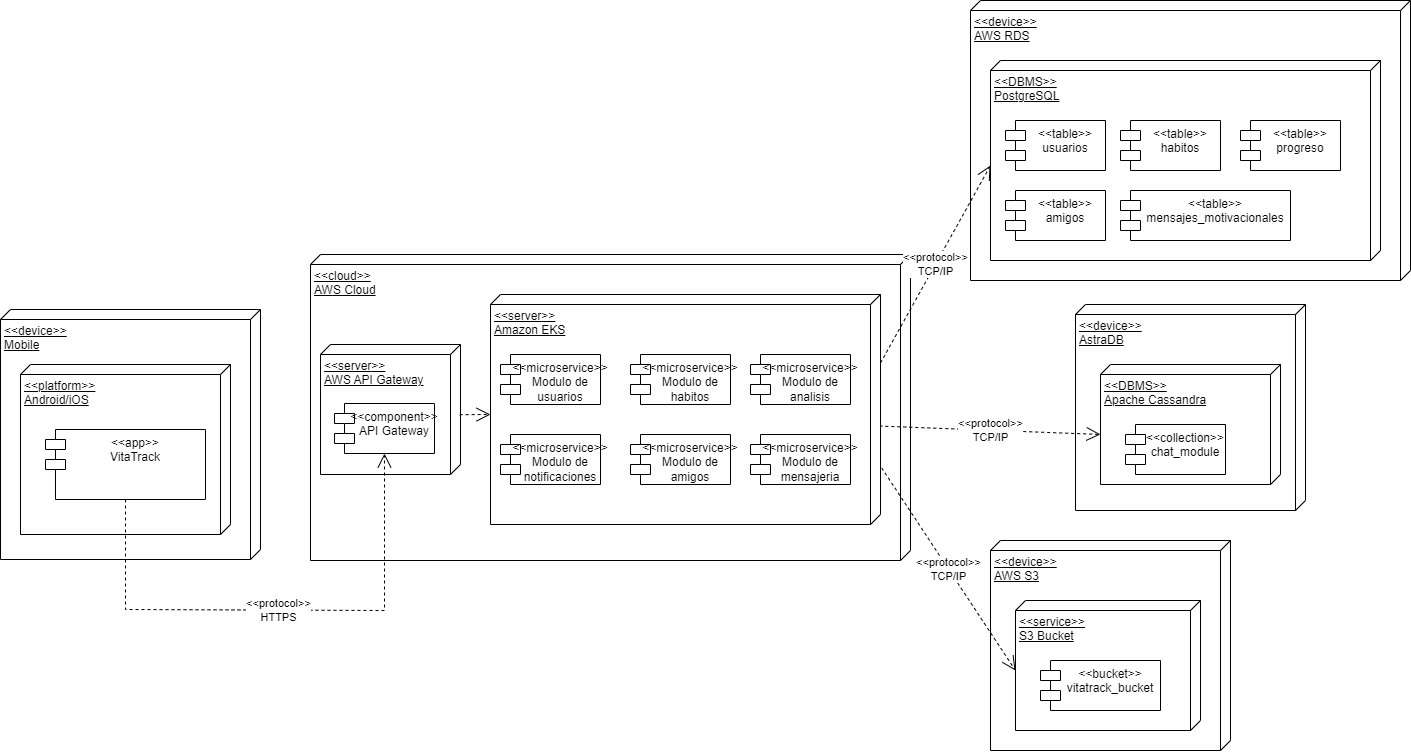 <<device>>
Mobile
<<platform>>
Android/iOS
<<app>>
VitaTrack
<<protocol>>
HTTPS
<<cloud>>
AWS Cloud
<<server>>
AWS API Gateway
<<component>>
API Gateway
<<server>>
Amazon EKS
<<microservice>>
Modulo de
usuarios
<<microservice>>
Modulo de
habitos
<<microservice>>
Modulo de
analisis
<<microservice>>
Modulo de
notificaciones
<<microservice>>
Modulo de
amigos
<<microservice>>
Modulo de
mensajeria
<<protocol>>
TCP/IP
<<protocol>>
TCP/IP
<<protocol>>
TCP/IP
<<device>>
AWS RDS
<<DBMS>>
PostgreSQL
<<table>>
usuarios
<<table>>
habitos
<<table>>
progreso
<<table>>
amigos
<<table>>
mensajes_motivacionales
<<device>>
AstraDB
<<DBMS>>
Apache Cassandra
<<collection>>
chat_module
<<device>>
AWS S3
<<service>>
S3 Bucket
<<bucket>>
vitatrack_bucket